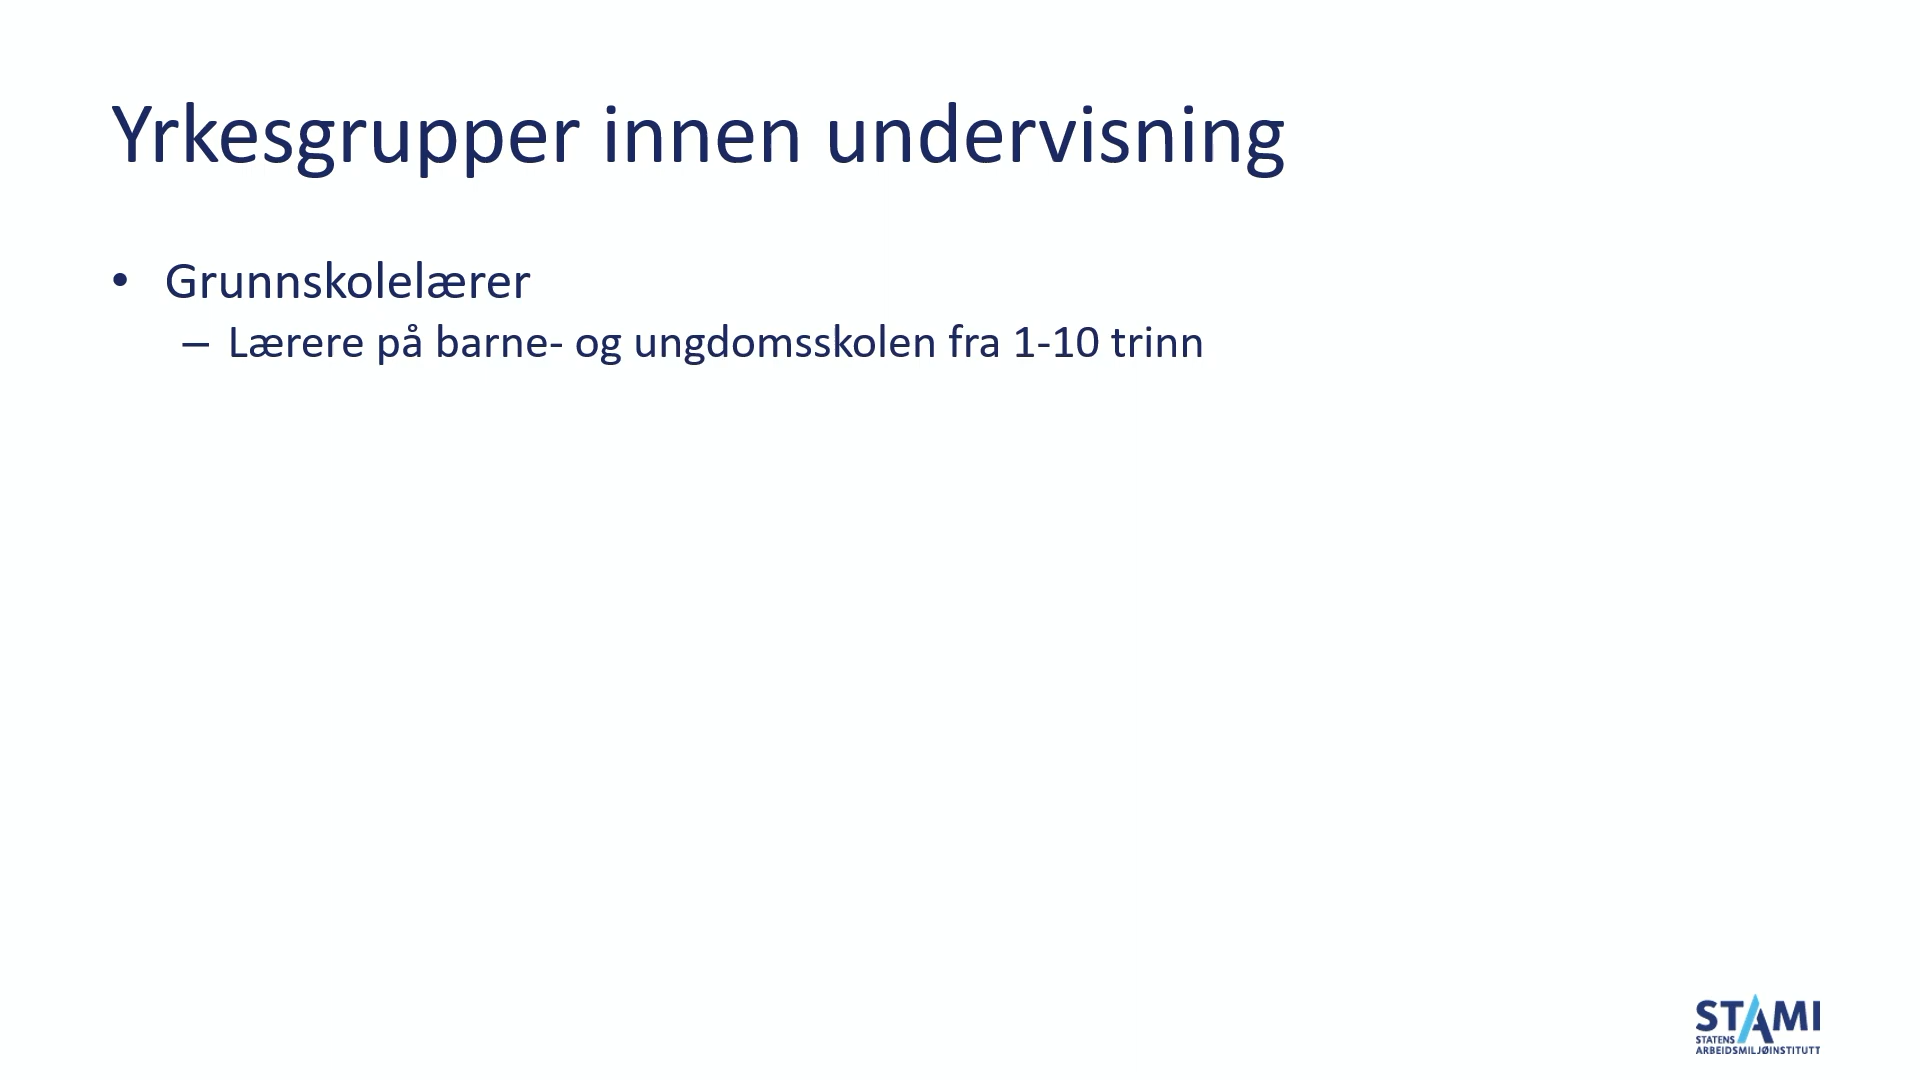 Yrkesgrupper innen undervisning
• Grunnskolelærer
– Lærere på barne- og ungdomsskolen fra 1-10 trinn
STAMI
STATENS
ARBEIDSMILJØINSTITUTT